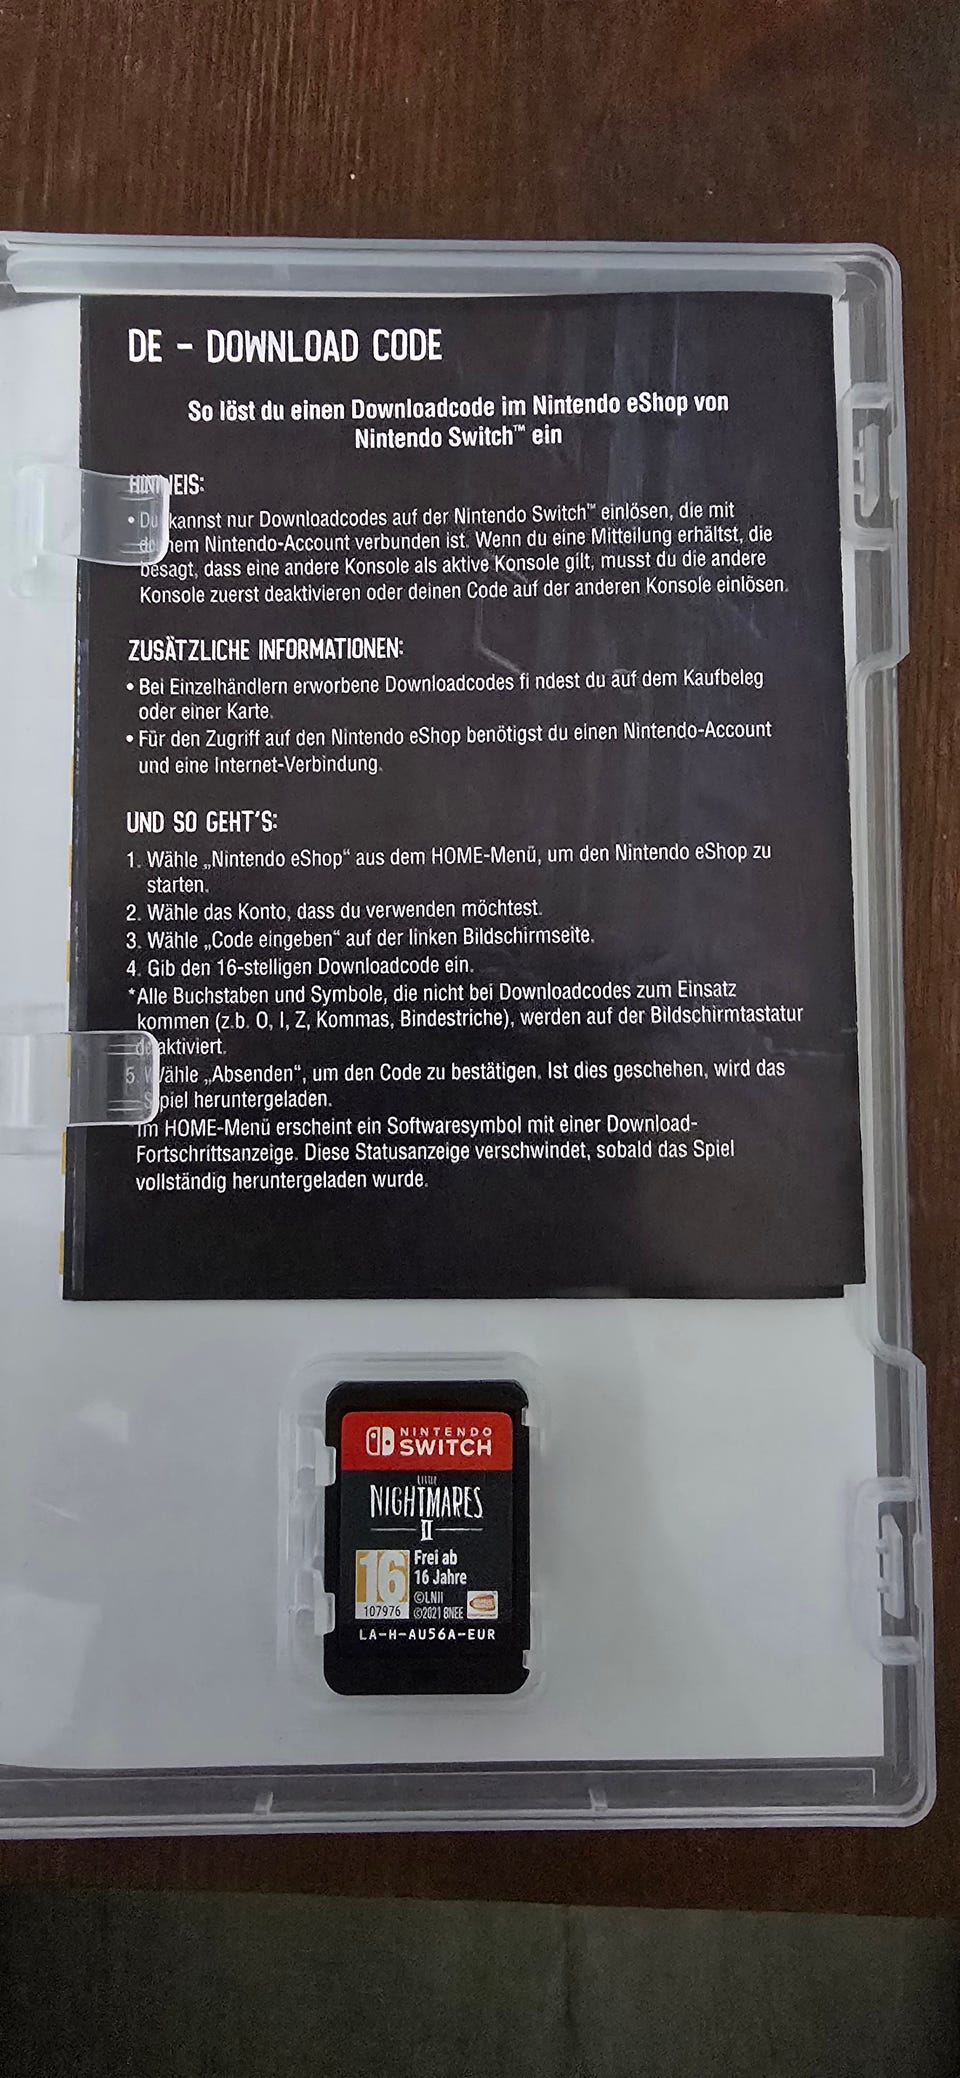 DE - DOWNLOAD CODE
So löst du einen Downloadcode im Nintendo eShop von
Nintendo Switch™ ein
HINWEIS:
• Du kannst nur Downloadcodes auf der Nintendo Switch™ einlösen, die mit
deinem Nintendo-Account verbunden ist. Wenn du eine Mitteilung erhältst, die
besagt, dass eine andere Konsole als aktive Konsole gilt, musst du die andere
Konsole zuerst deaktivieren oder deinen Code auf der anderen Konsole einlösen.
ZUSÄTZLICHE INFORMATIONEN:
• Bei Einzelhändlern erworbene Downloadcodes fi ndest du auf dem Kaufbeleg
oder einer Karte.
• Für den Zugriff auf den Nintendo eShop benötigst du einen Nintendo-Account
und eine Internet-Verbindung.
UND SO GEHT'S:
1. Wähle „Nintendo eShop“ aus dem HOME-Menü, um den Nintendo eShop zu
starten.
2. Wähle das Konto, dass du verwenden möchtest.
3. Wähle „Code eingeben“ auf der linken Bildschirmseite.
4. Gib den 16-stelligen Downloadcode ein.
*Alle Buchstaben und Symbole, die nicht bei Downloadcodes zum Einsatz
kommen (z.b. O, I, Z, Kommas, Bindestriche), werden auf der Bildschirmtastatur
deaktiviert.
5. Wähle „Absenden“, um den Code zu bestätigen. Ist dies geschehen, wird das
Spiel heruntergeladen.
Im HOME-Menü erscheint ein Softwaresymbol mit einer Download-
Fortschrittsanzeige. Diese Statusanzeige verschwindet, sobald das Spiel
vollständig heruntergeladen wurde.
NINTENDO
SWITCH
LITTLE
NIGHTMARES
II
16
Frei ab
16 Jahre
107976
©LNII
©2021 BNEE
LA-H-AU56A-EUR